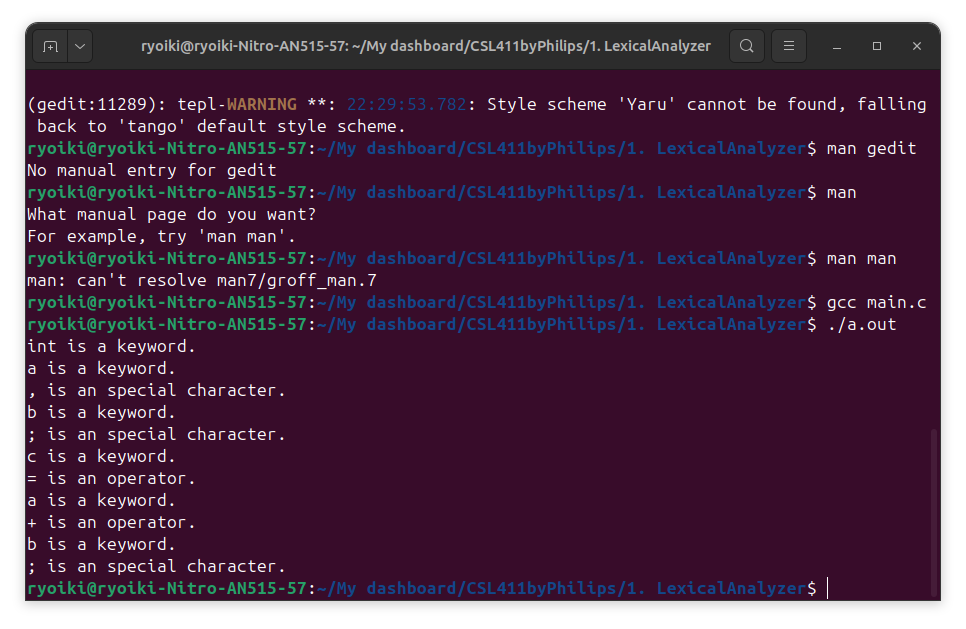 ryoiki@ryoiki-Nitro-AN515-57: ~/My dashboard/CSL411byPhilips/1. LexicalAnalyzer
(gedit:11289): tepl-WARNING **: 22:29:53.782: Style scheme 'Yaru' cannot be found, falling
back to 'tango' default style scheme.
ryoiki@ryoiki-Nitro-AN515-57:~/My dashboard/CSL411byPhilips/1. LexicalAnalyzer$ man gedit
No manual entry for gedit
ryoiki@ryoiki-Nitro-AN515-57:~/My dashboard/CSL411byPhilips/1. LexicalAnalyzer$ man
What manual page do you want?
For example, try 'man man'.
ryoiki@ryoiki-Nitro-AN515-57:~/My dashboard/CSL411byPhilips/1. LexicalAnalyzer$ man man
man: can't resolve man7/groff_man.7
ryoiki@ryoiki-Nitro-AN515-57:~/My dashboard/CSL411byPhilips/1. LexicalAnalyzer$ gcc main.c
ryoiki@ryoiki-Nitro-AN515-57:~/My dashboard/CSL411byPhilips/1. LexicalAnalyzer$ ./a.out
int is a keyword.
a is a keyword.
, is an special character.
b is a keyword.
; is an special character.
c is a keyword.
= is an operator.
a is a keyword.
+ is an operator.
b is a keyword.
; is an special character.
ryoiki@ryoiki-Nitro-AN515-57:~/My dashboard/CSL411byPhilips/1. LexicalAnalyzer$